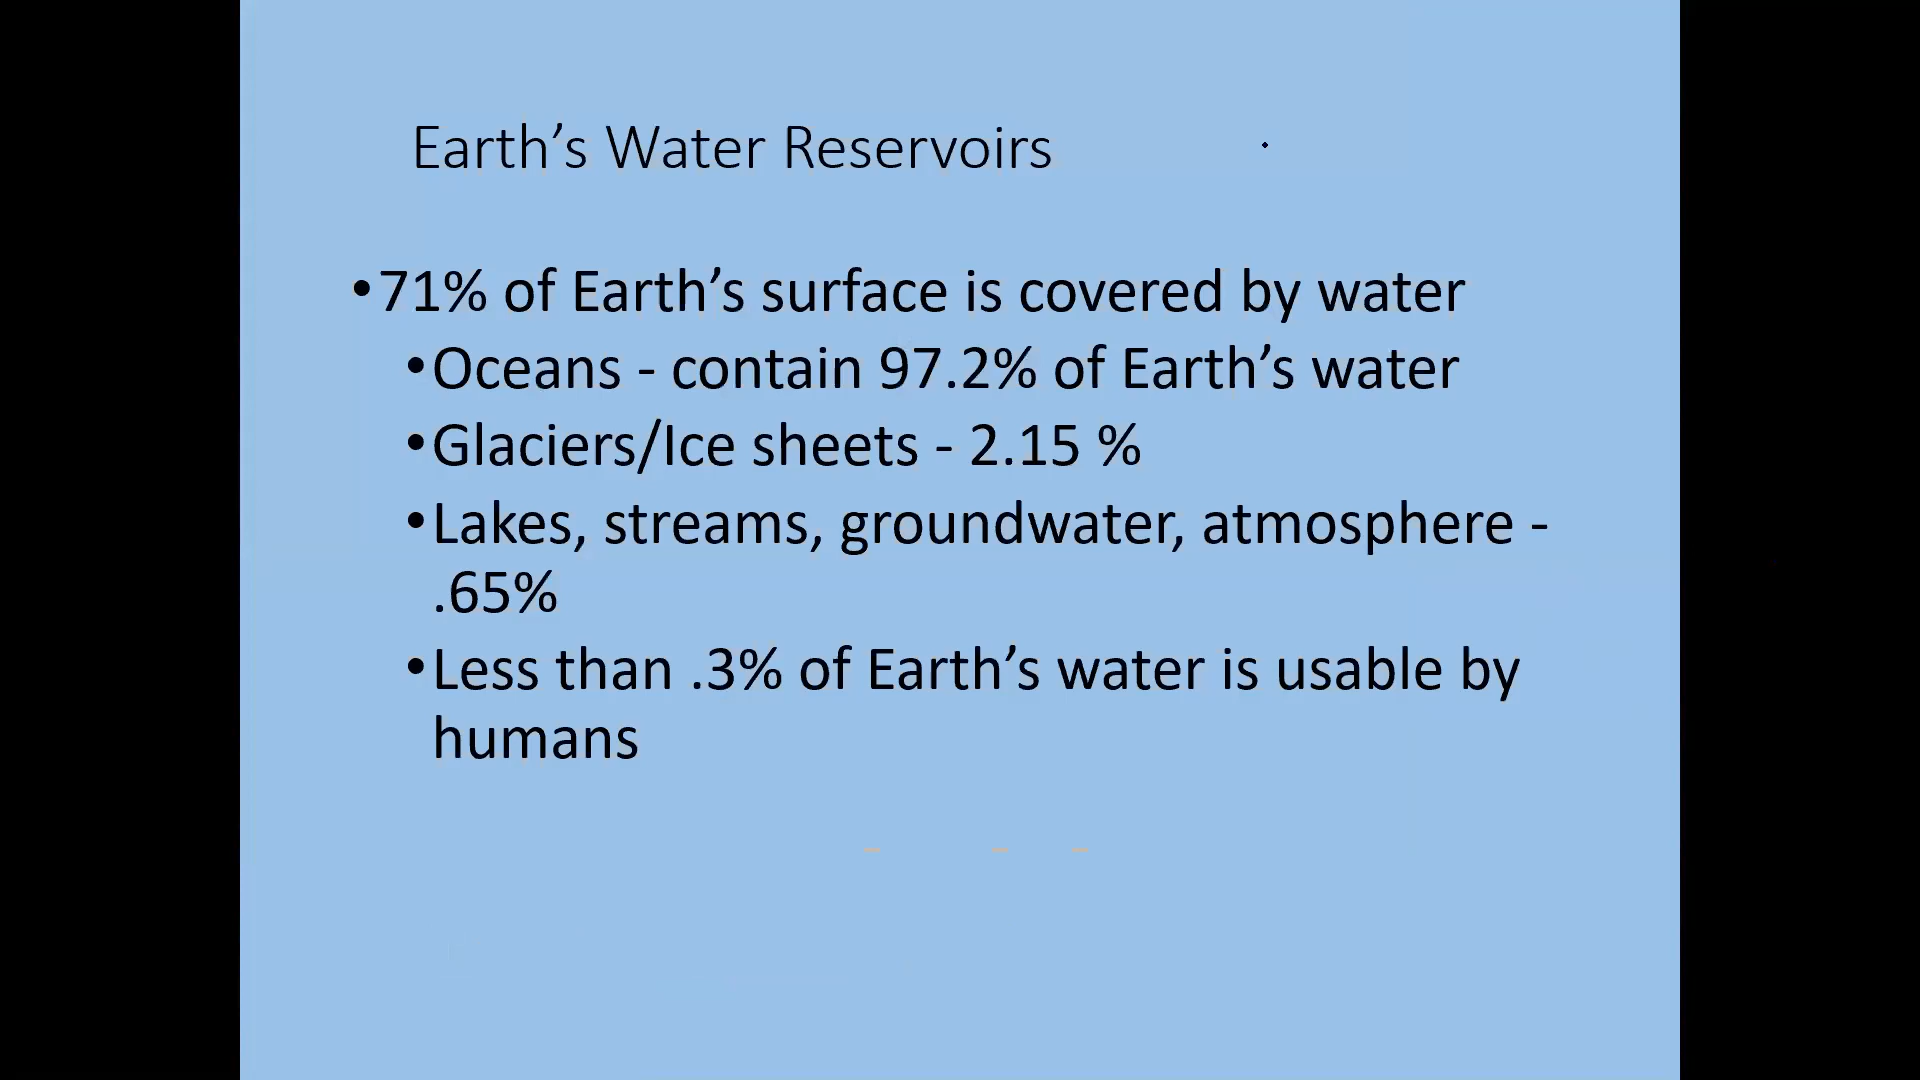 Earth’s Water Reservoirs
•71% of Earth’s surface is covered by water
•Oceans - contain 97.2% of Earth’s water
•Glaciers/Ice sheets - 2.15 %
•Lakes, streams, groundwater, atmosphere -
.65%
•Less than .3% of Earth’s water is usable by
humans